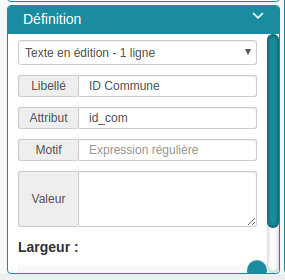 Définition
Texte en édition - 1 ligne
Libellé ID Commune
Attribut id_com
Motif Expression régulière
Valeur
Largeur :